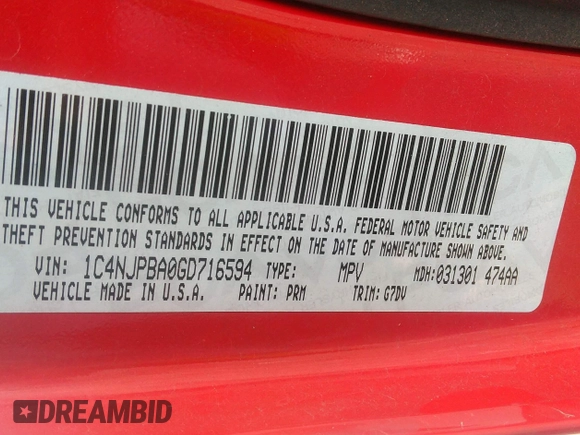 THIS VEHICLE CONFORMS TO ALL APPLICABLE U.S.A. FEDERAL MOTOR VEHICLE SAFETY AND
THEFT PREVENTION STANDARDS IN EFFECT ON THE DATE OF MANUFACTURE SHOWN ABOVE.
VIN: 1C4NJPBA0GD716594 TYPE: MPV MDH:031301 474AA
VEHICLE MADE IN U.S.A. PAINT: PRM TRIM: G7DV
DREAMBID